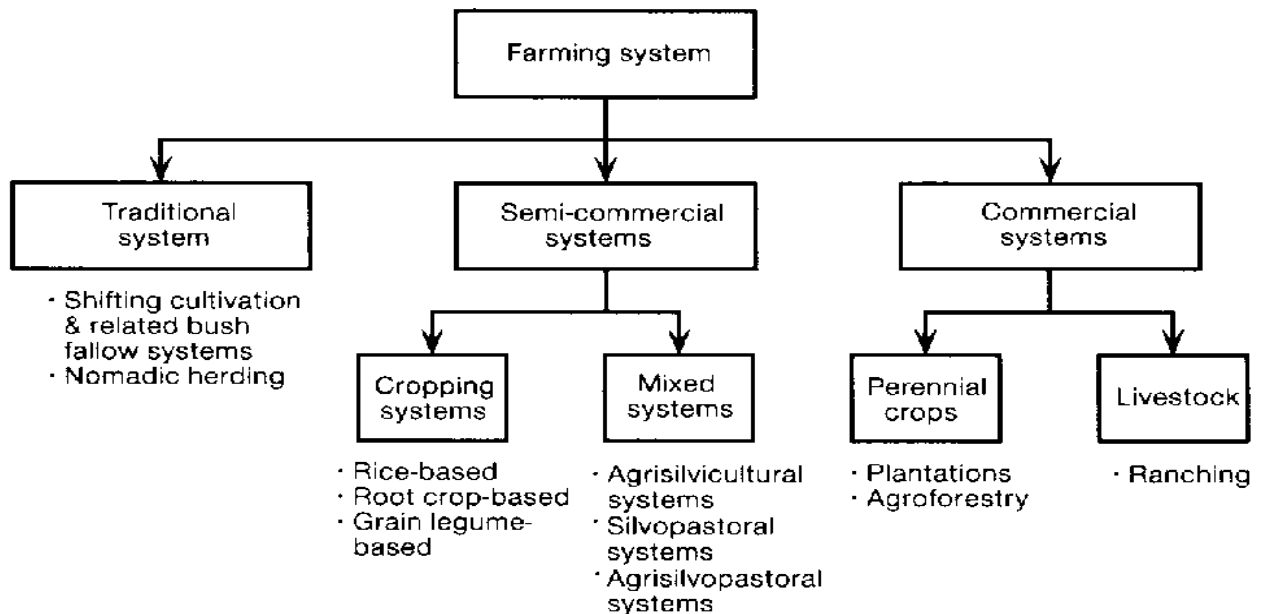 Farming system
Traditional
system
· Shifting cultivation
& related bush
fallow systems
· Nomadic herding
Semi-commercial
systems
Cropping
systems
· Rice-based
· Root crop-based
· Grain legume-
based
Mixed
systems
· Agrisilvicultural
systems
· Silvopastoral
systems
· Agrisilvopastoral
systems
Commercial
systems
Perennial
crops
· Plantations
· Agroforestry
Livestock
· Ranching